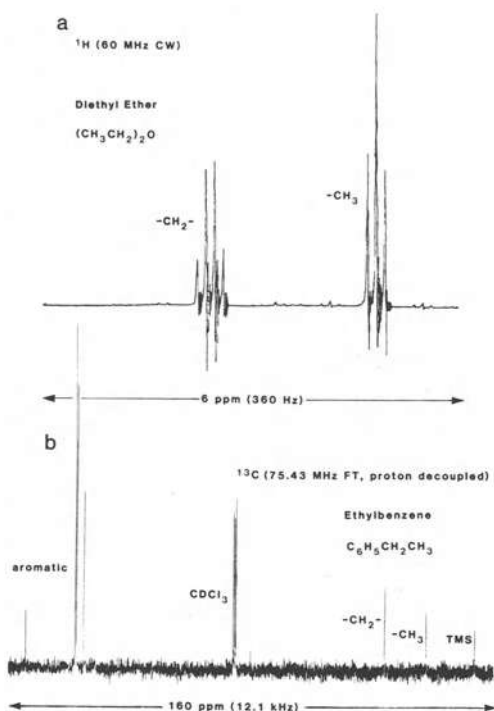 a
¹H (60 MHz CW)
Diethyl Ether
(CH₃CH₂)₂O
-CH₂-
-CH₃
6 ppm (360 Hz)
b
¹³C (75.43 MHz FT, proton decoupled)
Ethylbenzene
C₆H₅CH₂CH₃
aromatic
CDCl₃
-CH₂-
-CH₃
TMS
160 ppm (12.1 kHz)